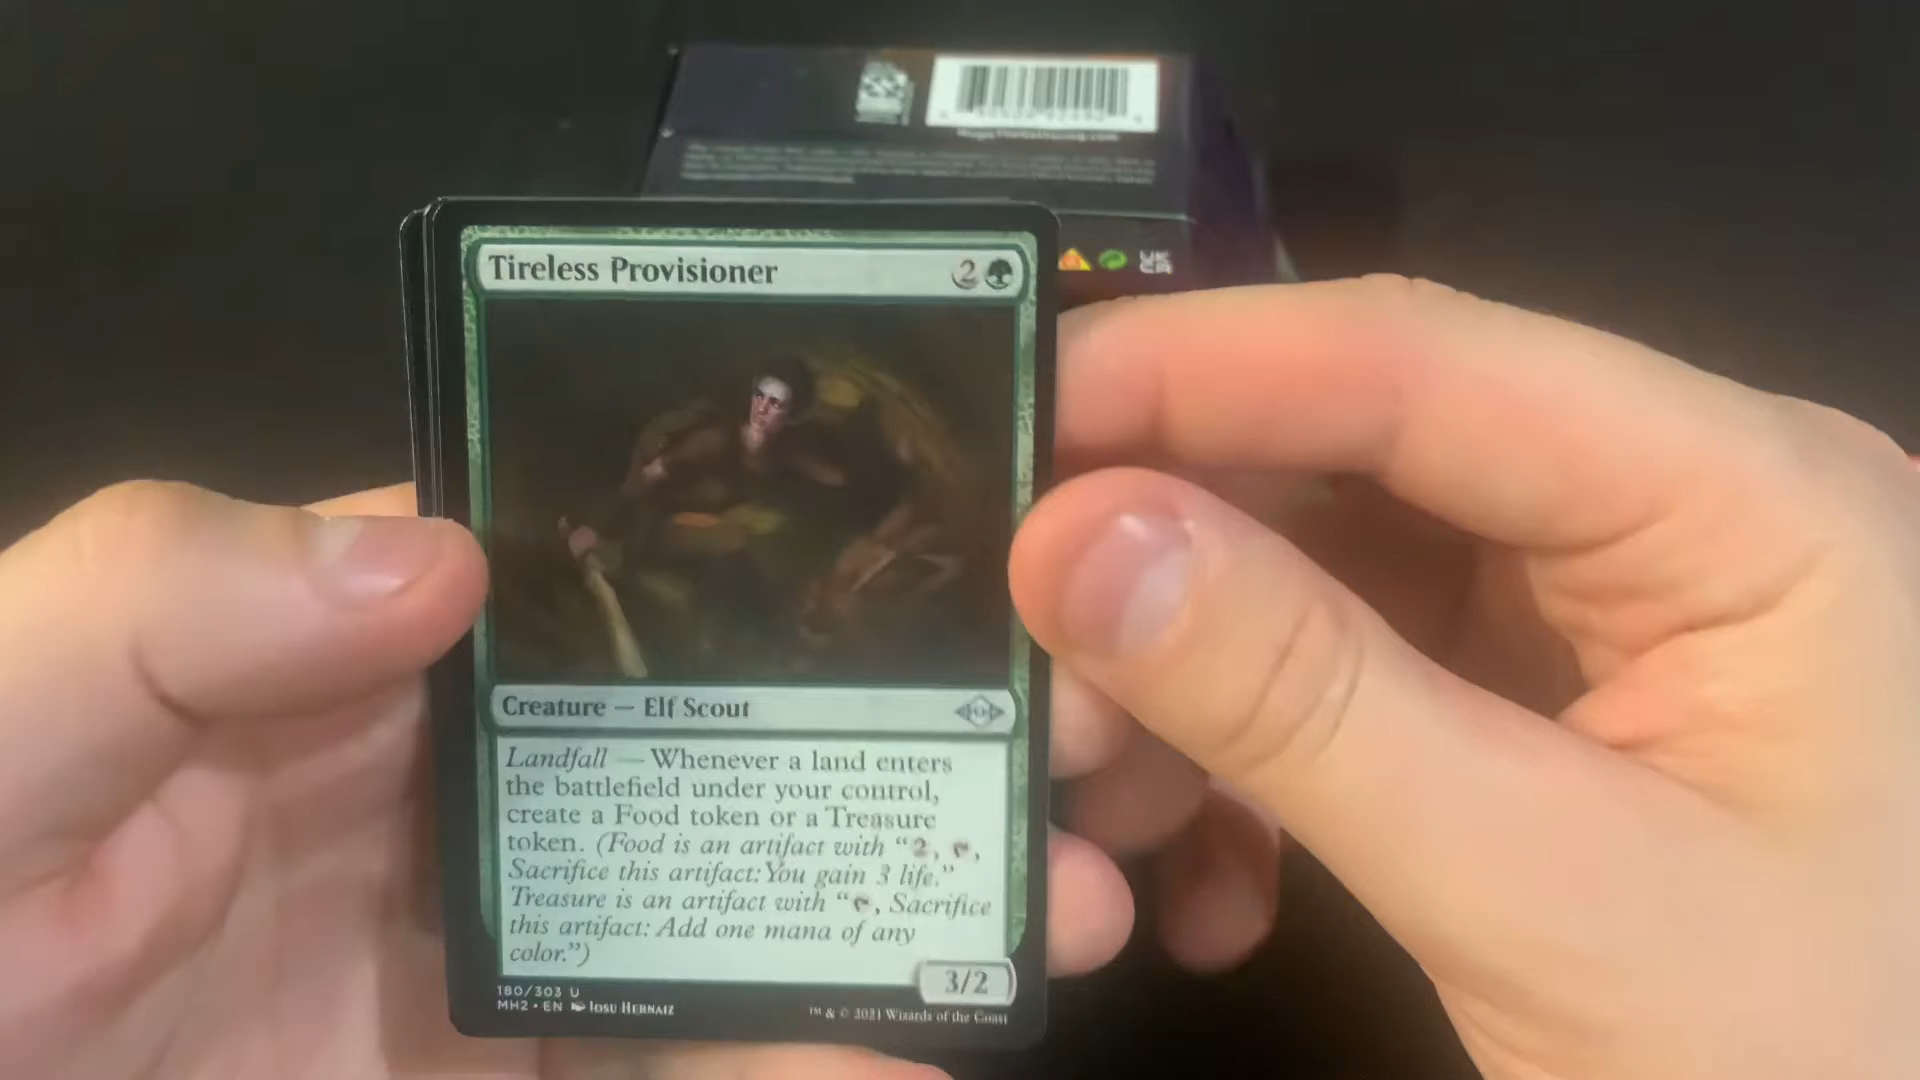 UK
CA
Tireless Provisioner 2
Creature — Elf Scout
Landfall — Whenever a land enters
the battlefield under your control,
create a Food token or a Treasure
token. (Food is an artifact with “2, ,
Sacrifice this artifact: You gain 3 life.”
Treasure is an artifact with “ , Sacrifice
this artifact: Add one mana of any
color.”)
3/2
180/303 U
MH2 • EN Iosu Hernaiz
™ & © 2021 Wizards of the Coast